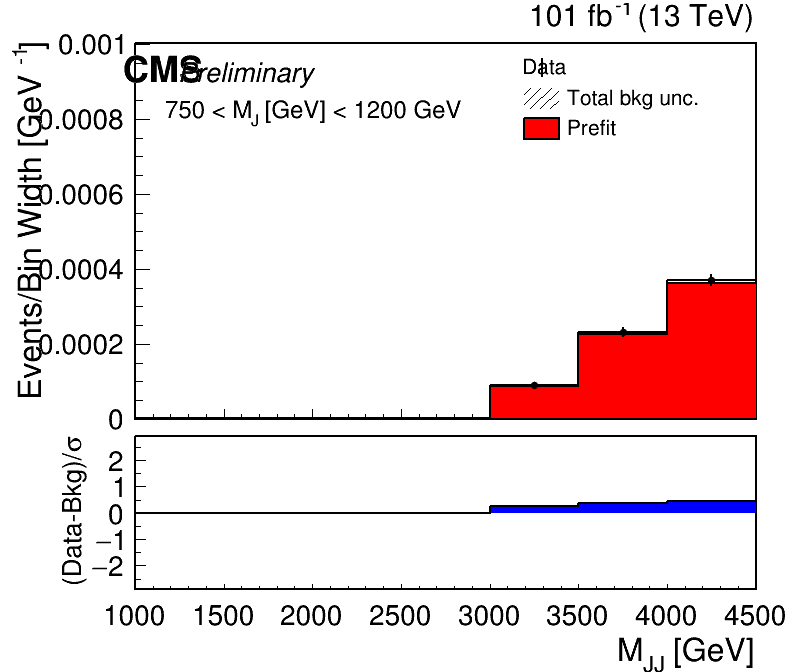 101 fb⁻¹ (13 TeV)
CMS Preliminary
750 < M_J [GeV] < 1200 GeV
Data
Total bkg unc.
Prefit
Events/Bin Width [GeV⁻¹]
0.001
0.0008
0.0006
0.0004
0.0002
0
(Data-Bkg)/σ
2
1
0
−1
−2
1000 1500 2000 2500 3000 3500 4000 4500
M_JJ [GeV]